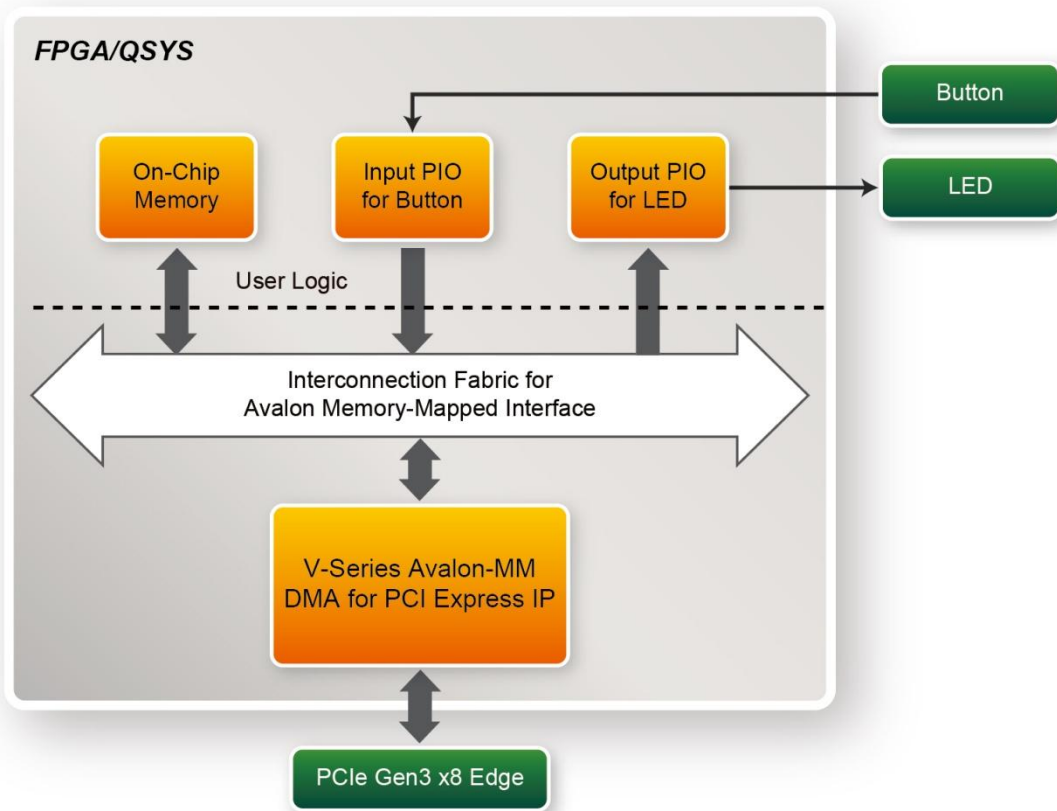 FPGA/QSYS
Button
On-Chip
Memory
Input PIO
for Button
Output PIO
for LED
LED
User Logic
Interconnection Fabric for
Avalon Memory-Mapped Interface
V-Series Avalon-MM
DMA for PCI Express IP
PCIe Gen3 x8 Edge